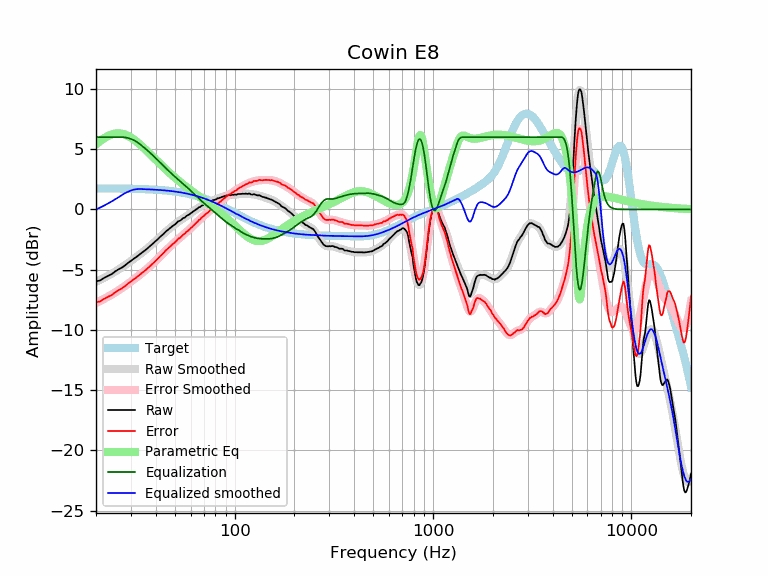 Cowin E8
10
5
0
−5
−10
−15
−20
−25
Amplitude (dBr)
Target
Raw Smoothed
Error Smoothed
Raw
Error
Parametric Eq
Equalization
Equalized smoothed
100
1000
10000
Frequency (Hz)